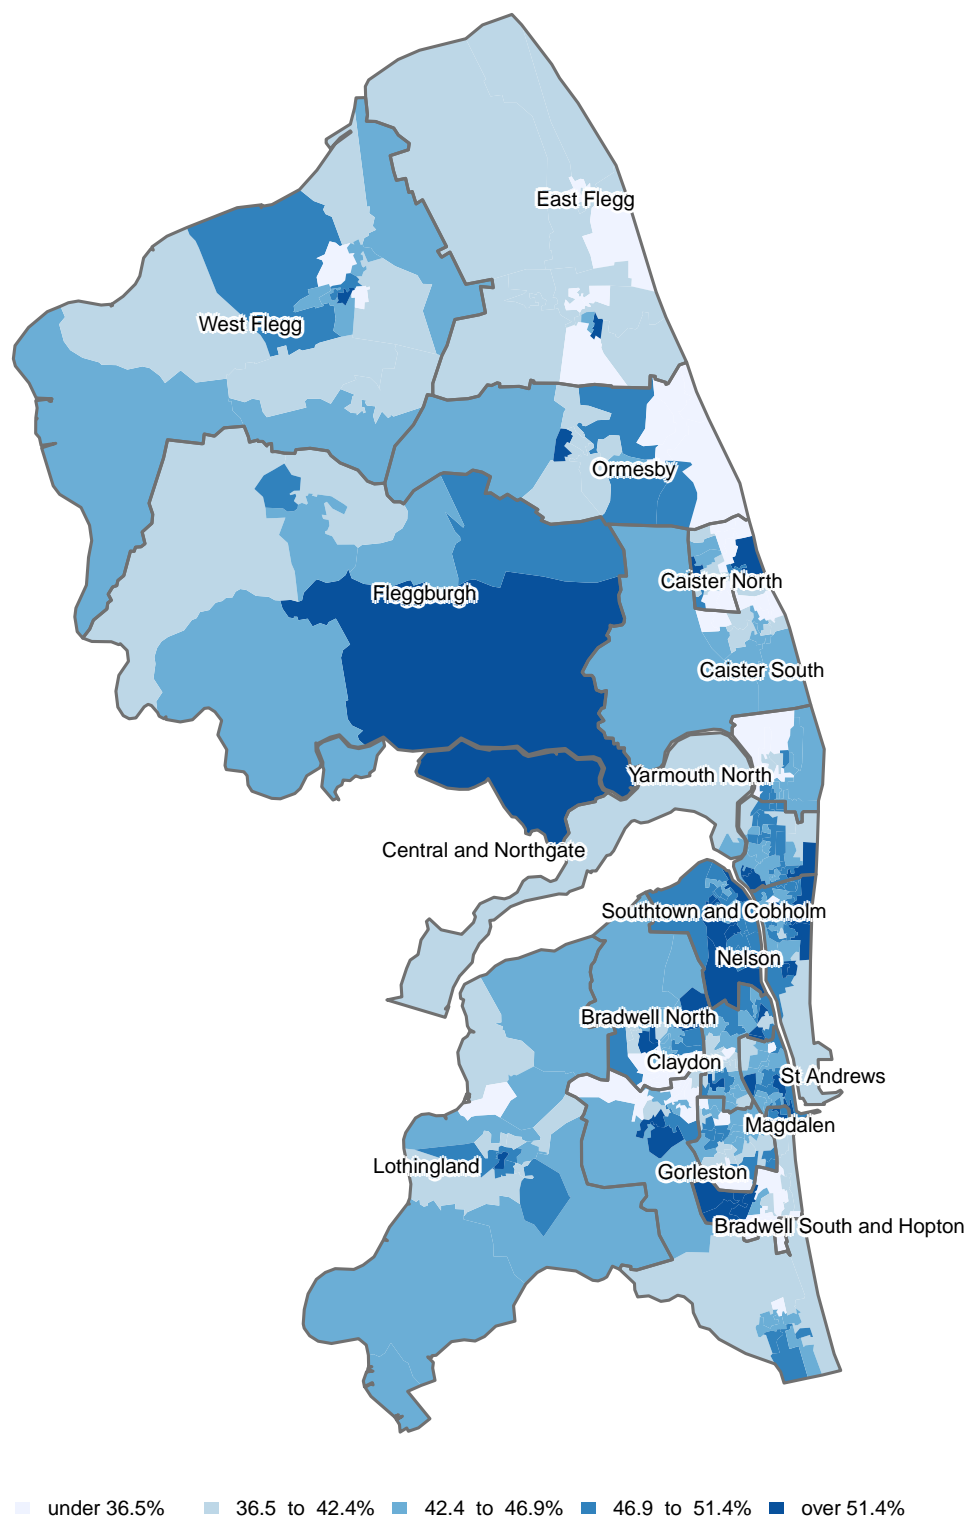 East Flegg
West Flegg
Ormesby
Caister North
Fleggburgh
Caister South
Yarmouth North
Central and Northgate
Southtown and Cobholm
Nelson
Bradwell North
Claydon
St Andrews
Magdalen
Lothingland
Gorleston
Bradwell South and Hopton
under 36.5% 36.5 to 42.4% 42.4 to 46.9% 46.9 to 51.4% over 51.4%